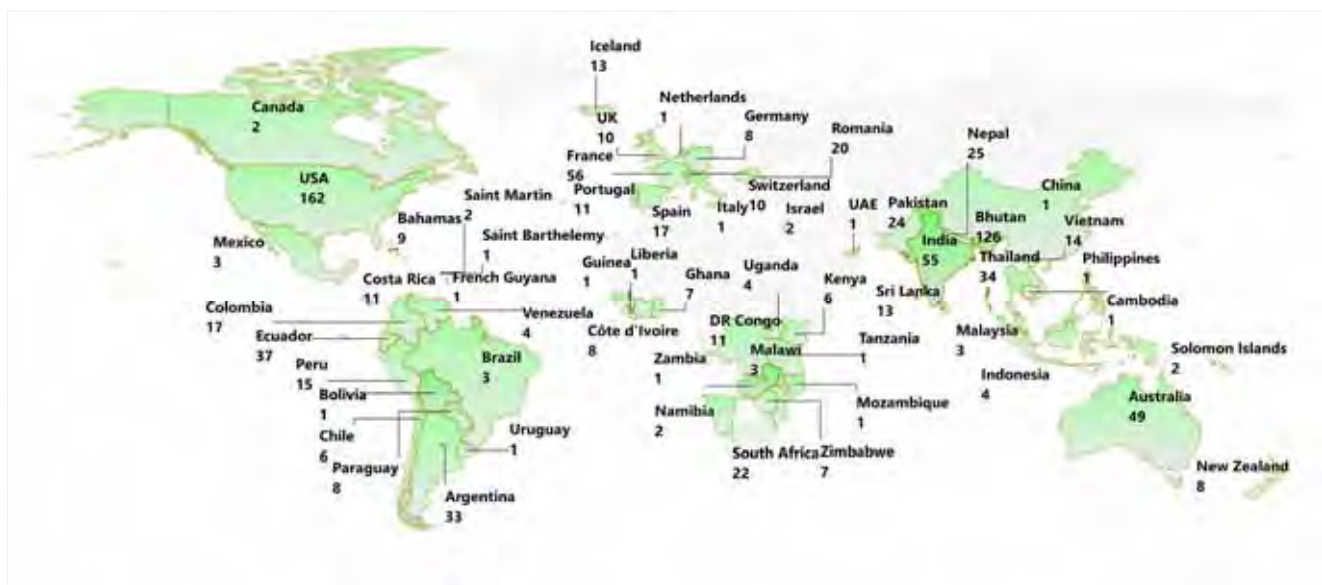 Iceland
13
Netherlands
1
Canada
2
UK
10
Germany
8
Romania
20
Nepal
25
France
56
USA
162
Saint Martin
2
Portugal
11
Switzerland
10
Spain
17
Italy
1
Israel
2
UAE
1
Pakistan
24
China
1
Bhutan
126
Vietnam
14
Bahamas
9
Mexico
3
Saint Barthelemy
1
India
55
Thailand
34
Philippines
1
Guinea
1
Liberia
1
Ghana
7
Uganda
4
Kenya
6
Costa Rica
11
French Guyana
1
Sri Lanka
13
Cambodia
1
Colombia
17
Venezuela
4
Côte d'Ivoire
8
DR Congo
11
Ecuador
37
Tanzania
1
Malaysia
3
Solomon Islands
2
Brazil
3
Malawi
3
Zambia
1
Peru
15
Indonesia
4
Bolivia
1
Australia
49
Mozambique
1
Namibia
2
Chile
6
Uruguay
1
South Africa
22
Zimbabwe
7
Paraguay
8
New Zealand
8
Argentina
33